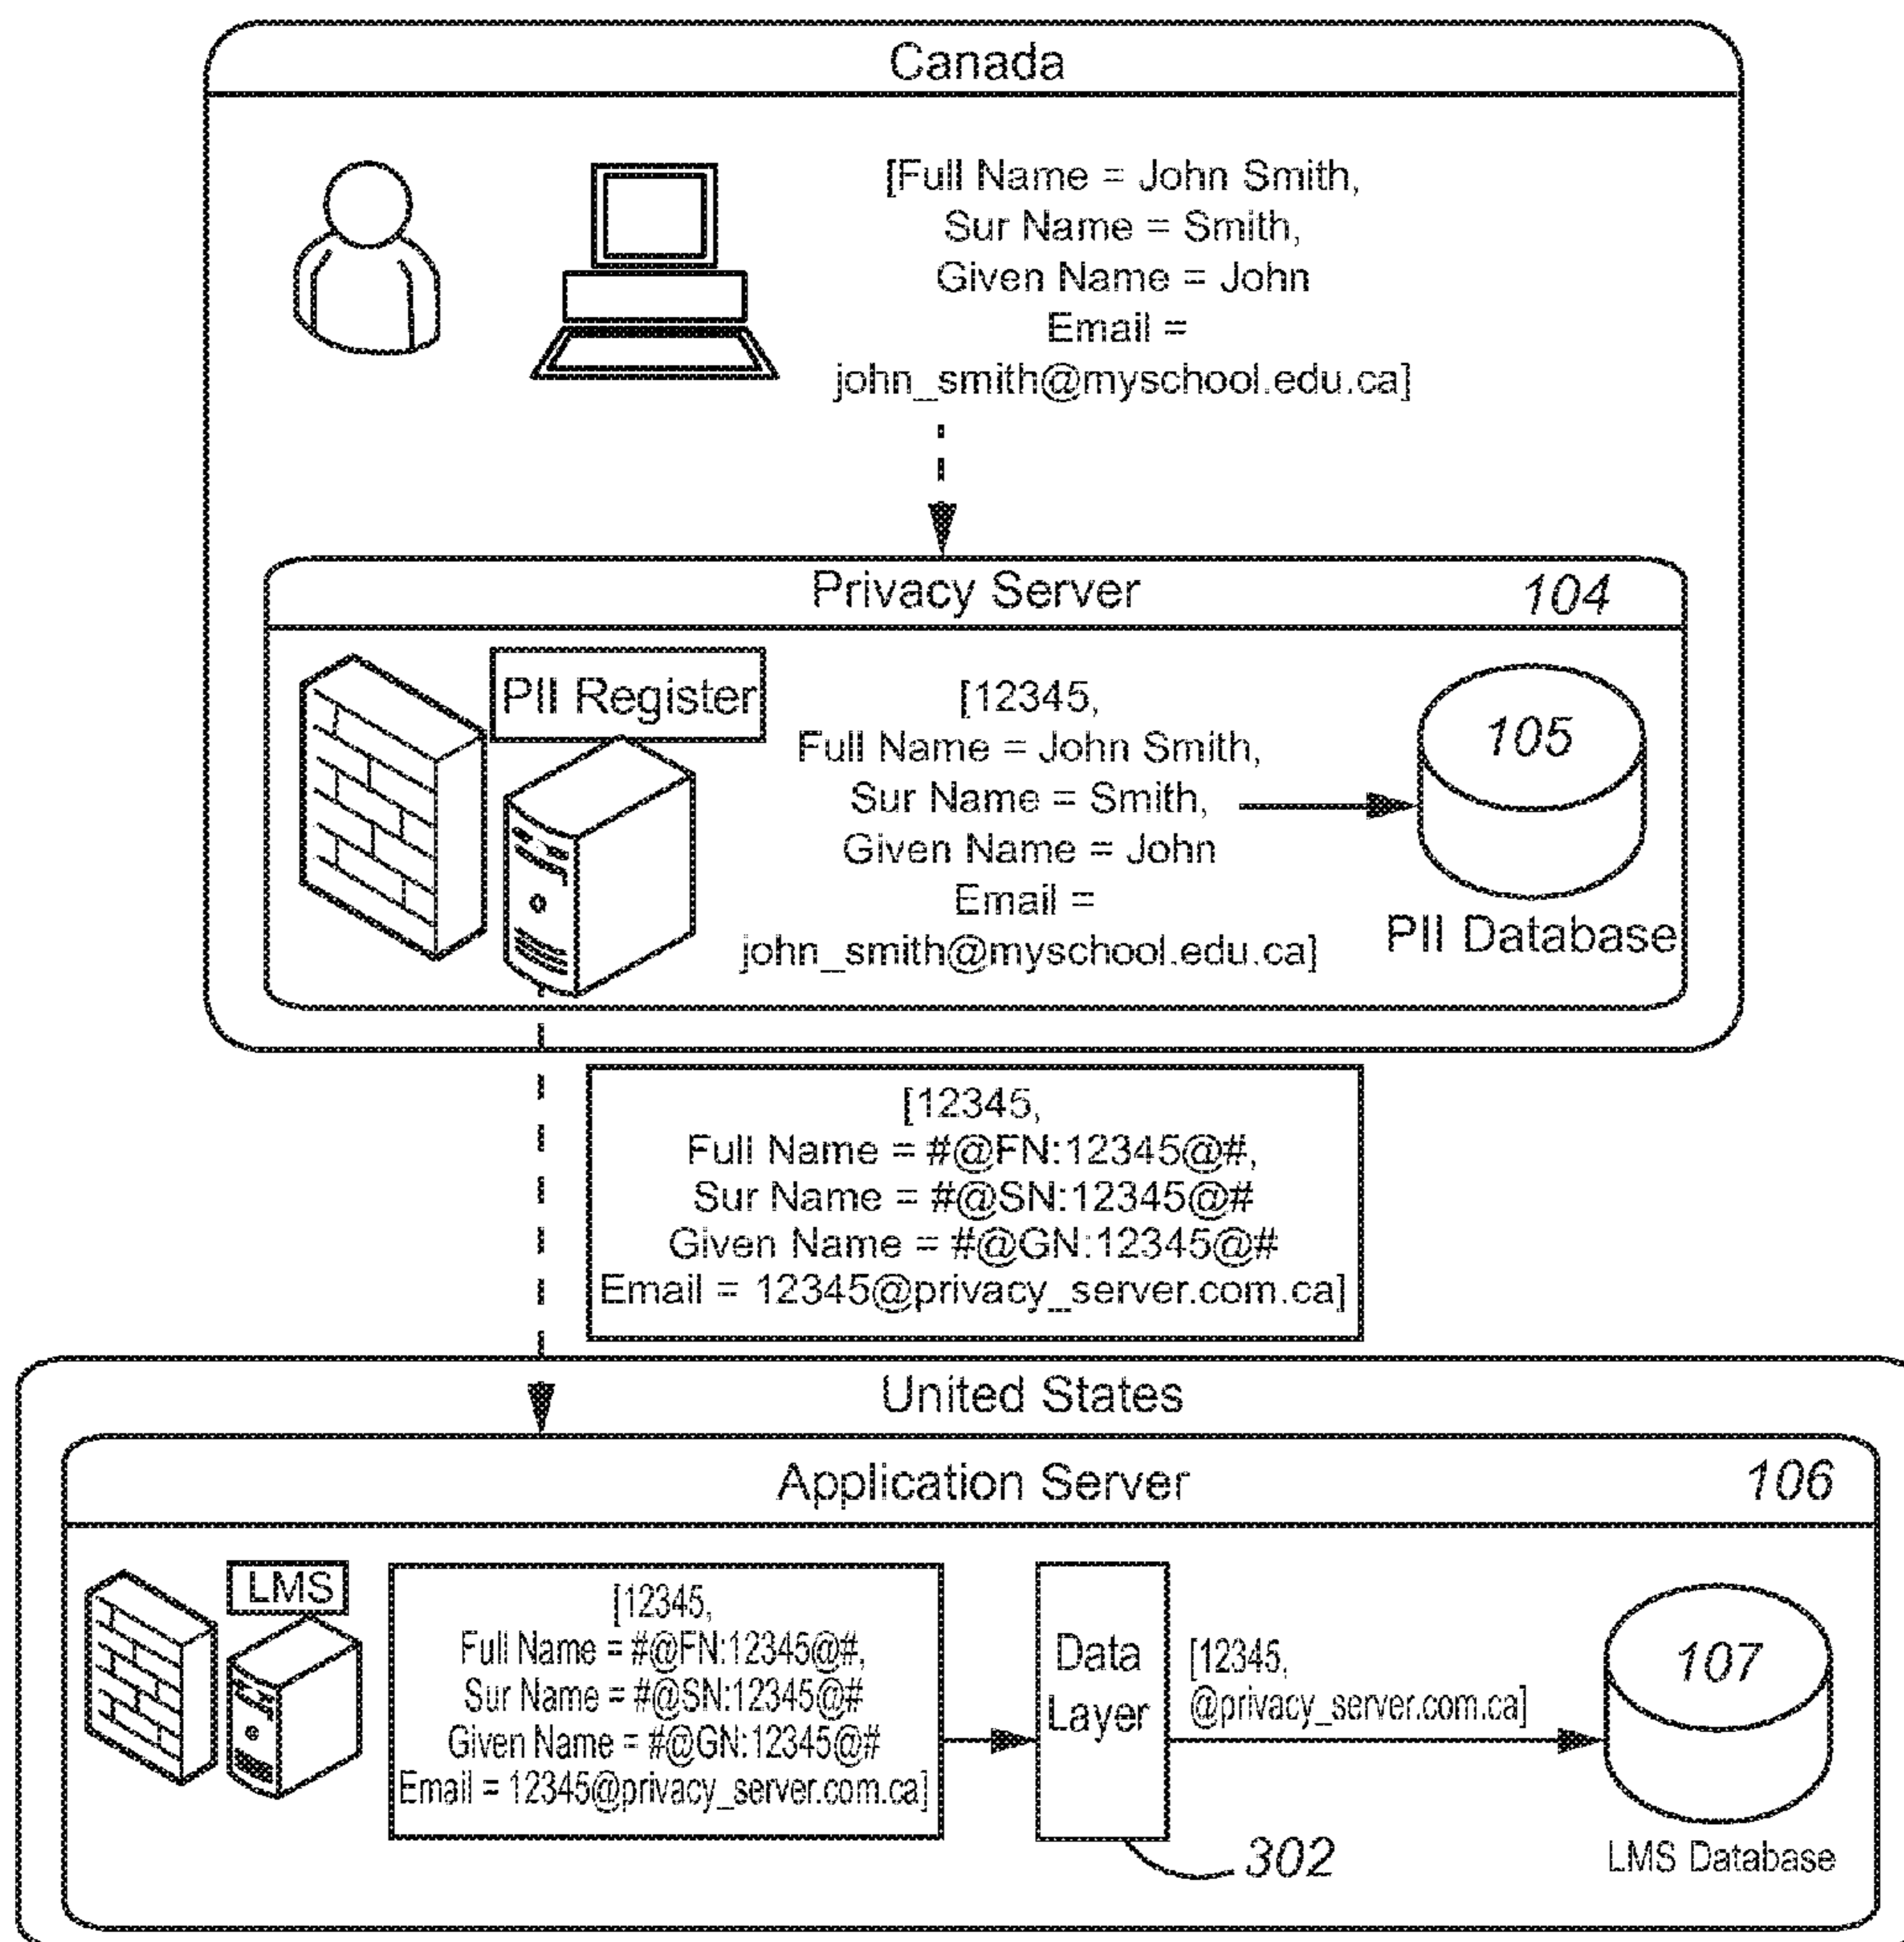 Canada
[Full Name = John Smith,
Sur Name = Smith,
Given Name = John
Email =
john_smith@myschool.edu.ca]
Privacy Server
104
PII Register
[12345,
Full Name = John Smith,
Sur Name = Smith,
Given Name = John
Email =
john_smith@myschool.edu.ca]
105
PII Database
[12345,
Full Name = #@FN:12345@#,
Sur Name = #@SN:12345@#
Given Name = #@GN:12345@#
Email = 12345@privacy_server.com.ca]
United States
Application Server
106
LMS
[12345,
Full Name = #@FN:12345@#,
Sur Name = #@SN:12345@#
Given Name = #@GN:12345@#
Email = 12345@privacy_server.com.ca]
Data
Layer
302
[12345,
@privacy_server.com.ca]
107
LMS Database